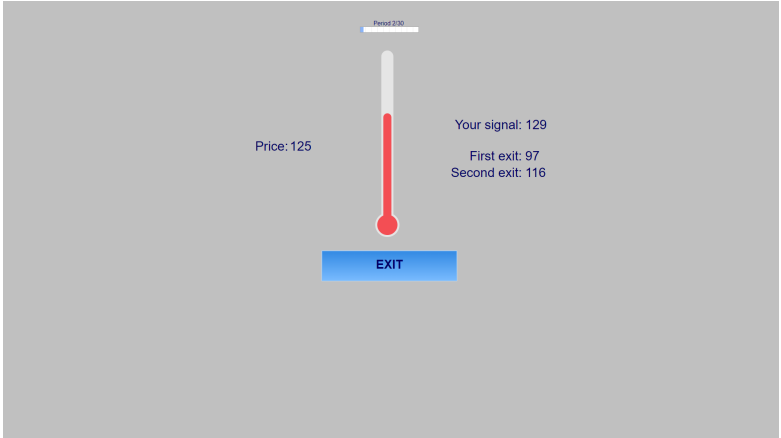 Period 2/30
Your signal: 129
Price: 125
First exit: 97
Second exit: 116
EXIT